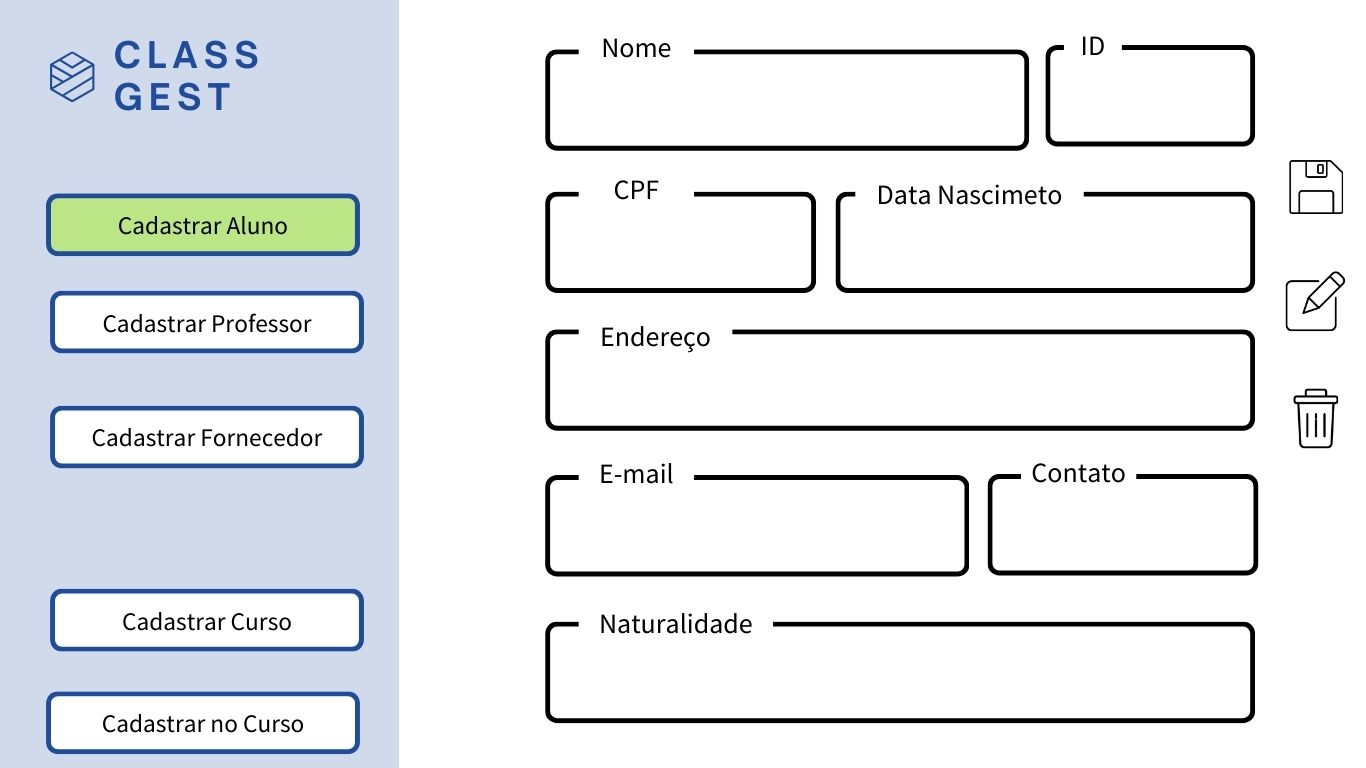 CLASS
GEST
Cadastrar Aluno
Cadastrar Professor
Cadastrar Fornecedor
Cadastrar Curso
Cadastrar no Curso
Nome
ID
CPF
Data Nascimeto
Endereço
E-mail
Contato
Naturalidade